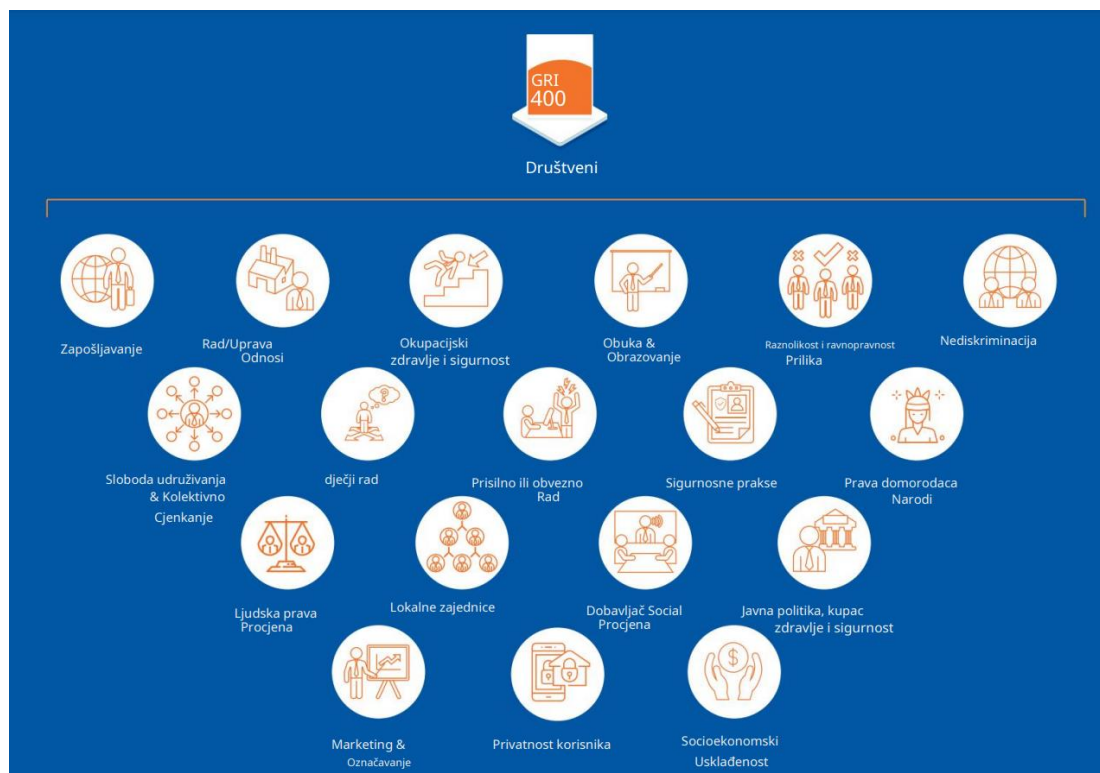 GRI
400
Društveni
Zapošljavanje
Rad/Uprava
Odnosi
Okupacijski
zdravlje i sigurnost
Obuka &
Obrazovanje
Raznolikost i ravnopravnost
Prilika
Nediskriminacija
Sloboda udruživanja
& Kolektivno
Cjenkanje
dječji rad
Prisilno ili obvezno
Rad
Sigurnosne prakse
Prava domorodaca
Narodi
Ljudska prava
Procjena
Lokalne zajednice
Dobavljač Social
Procjena
Javna politika, kupac
zdravlje i sigurnost
Marketing &
Označavanje
Privatnost korisnika
Socioekonomski
Usklađenost